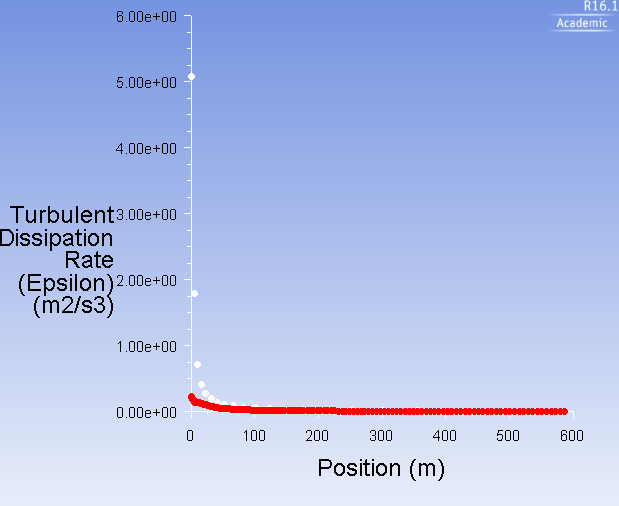 R16.1
Academic
6.00e+00
5.00e+00
4.00e+00
3.00e+00
2.00e+00
1.00e+00
0.00e+00
Turbulent
Dissipation
Rate
(Epsilon)
(m2/s3)
0 100 200 300 400 500 600
Position (m)